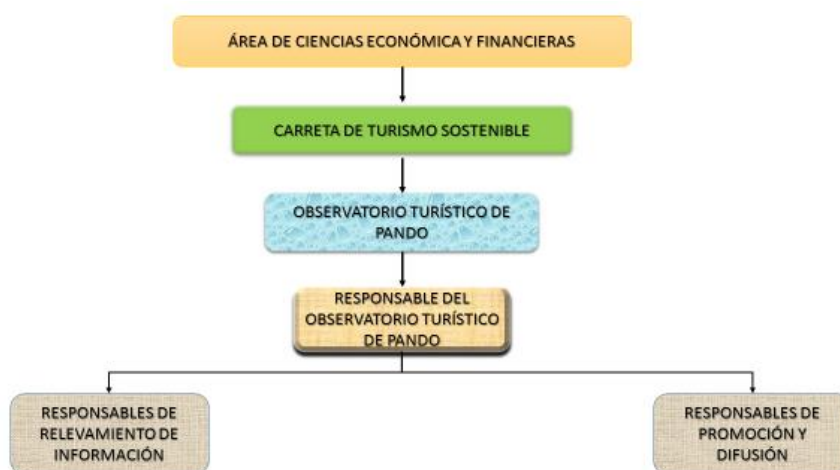 ÁREA DE CIENCIAS ECONÓMICA Y FINANCIERAS
CARRETA DE TURISMO SOSTENIBLE
OBSERVATORIO TURÍSTICO DE
PANDO
RESPONSABLE DEL
OBSERVATORIO TURÍSTICO
DE PANDO
RESPONSABLES DE
RELEVAMIENTO DE
INFORMACIÓN
RESPONSABLES DE
PROMOCIÓN Y
DIFUSIÓN